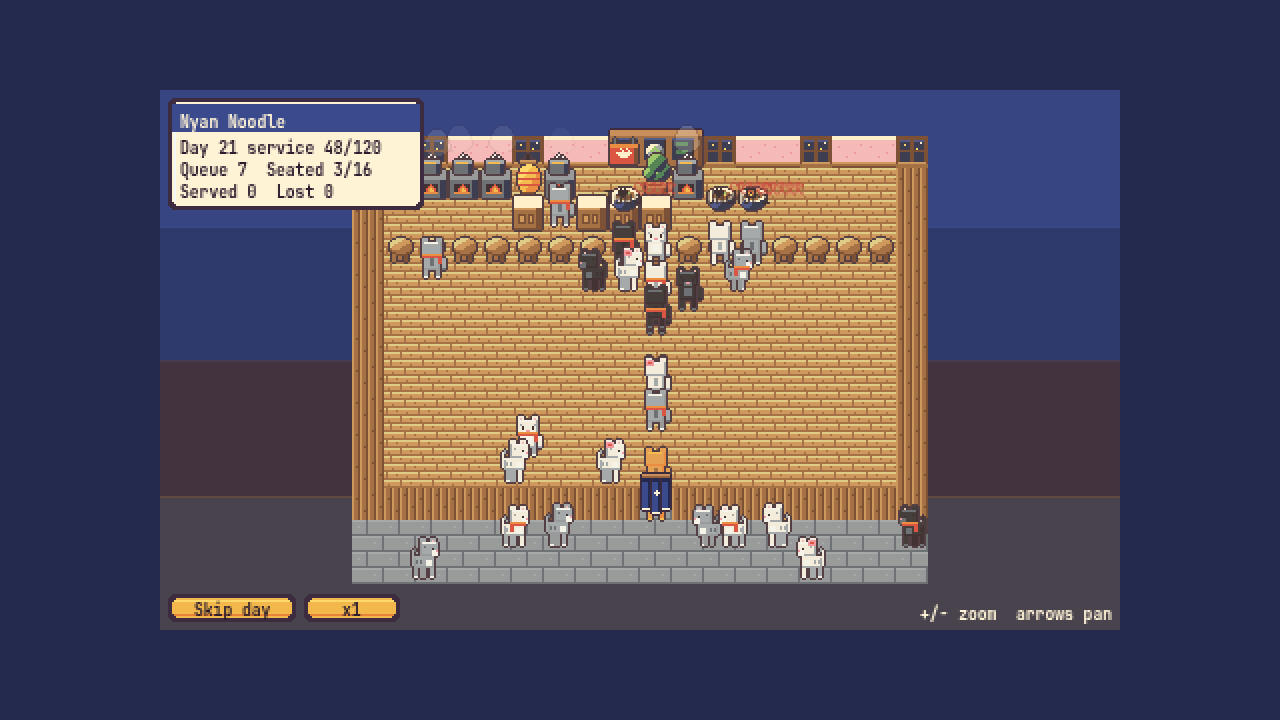 Nyan Noodle
Day 21 service 48/120
Queue 7  Seated 3/16
Served 0  Lost 0
Skip day
x1
+/- zoom  arrows pan